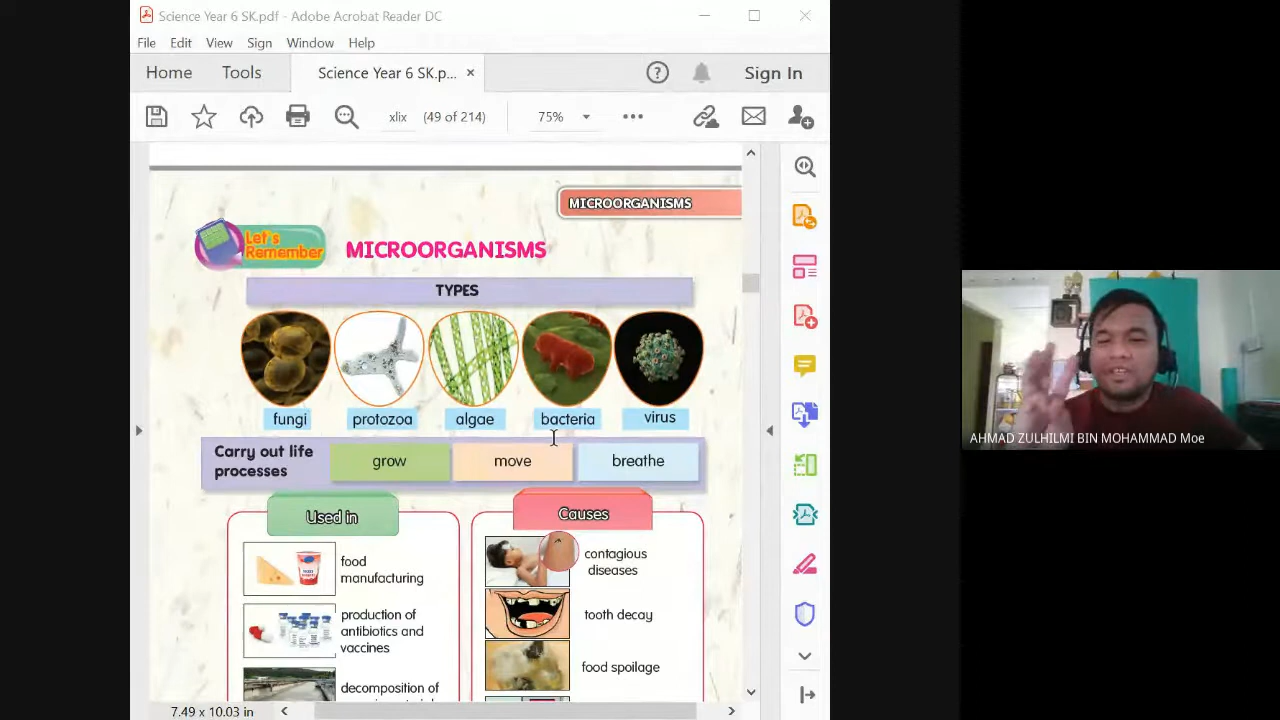 Science Year 6 SK.pdf - Adobe Acrobat Reader DC
File Edit View Sign Window Help
Home Tools Science Year 6 SK.p... × ? Sign In
xlix (49 of 214) 75%
MICROORGANISMS
Let's
Remember
MICROORGANISMS
TYPES
fungi protozoa algae bacteria virus
Carry out life
processes
grow move breathe
Used in
food
manufacturing
production of
antibiotics and
vaccines
decomposition of
Causes
contagious
diseases
tooth decay
food spoilage
7.49 x 10.03 in
AHMAD ZULHILMI BIN MOHAMMAD Moe